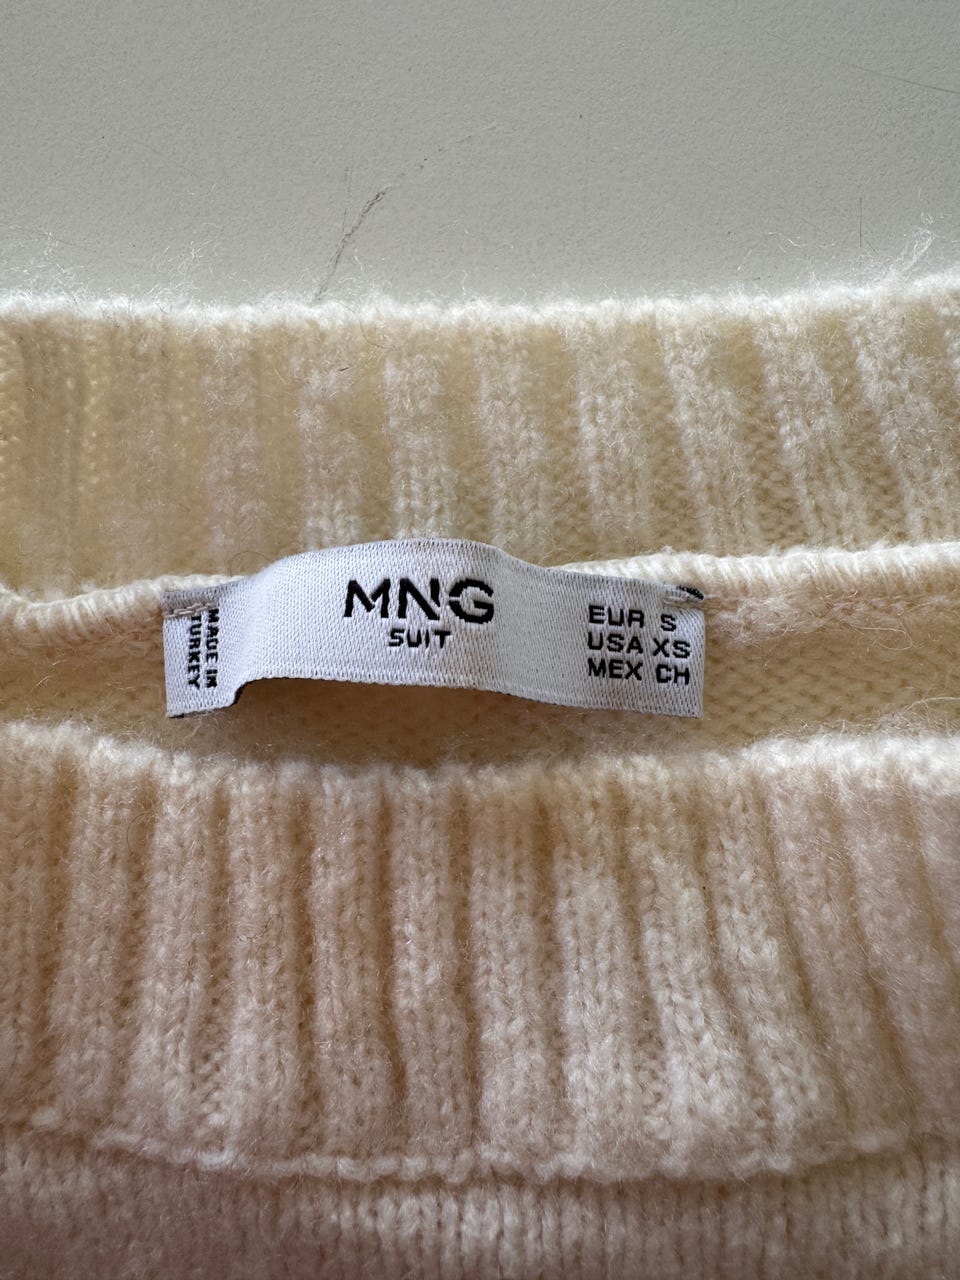 MADE IN
TURKEY
MNG
SUIT
EUR S
USA XS
MEX CH